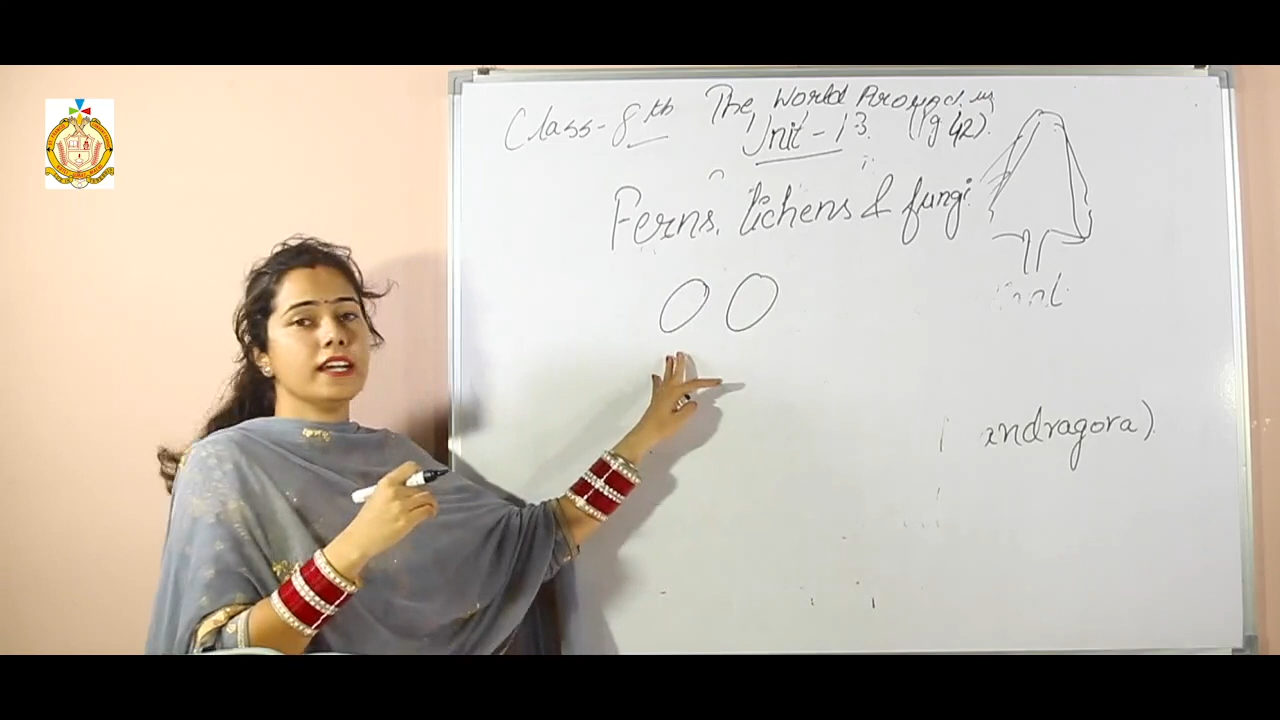 Class-8th The World Around us
Unit-13. (Pg 42).
Ferns, lichens & fungi.
andragora).